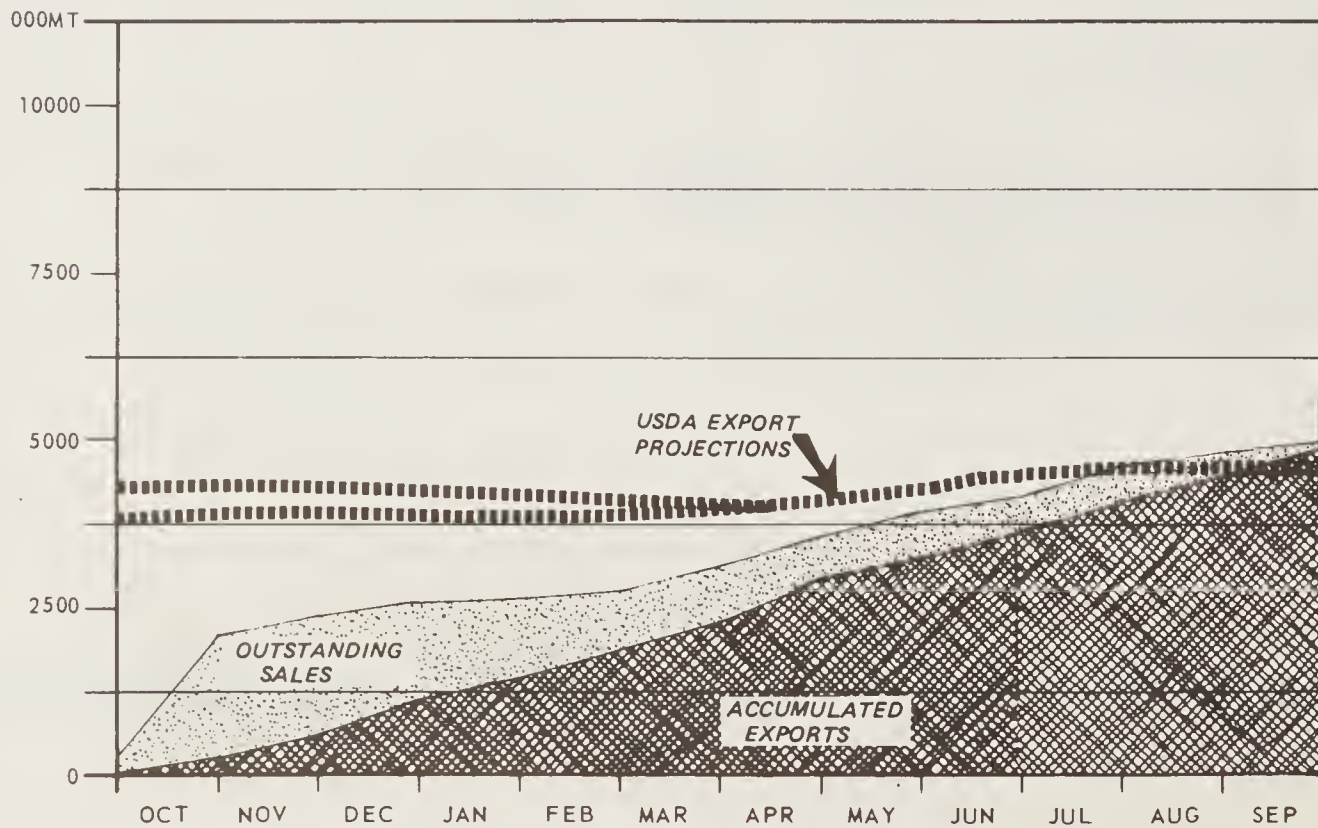 000MT
10000
7500
5000
2500
0
USDA EXPORT
PROJECTIONS
OUTSTANDING
SALES
ACCUMULATED
EXPORTS
OCT NOV DEC JAN FEB MAR APR MAY JUN JUL AUG SEP